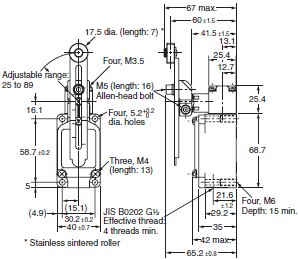 67 max.
17.5 dia. (length: 7) *
60±1.5
41.5±1.5
13.1
25.4
12.7
Four, M3.5
Adjustable range:
25 to 89
M5 (length: 16)
Allen-head bolt
16.1
Four, 5.2+0.2 0
dia. holes
25.4
58.7±0.2
68.7
Three, M4
(length: 13)
5
(15.1)
(4.9)
30.2±0.2
40±0.7
JIS B0202 G½
Effective thread:
4 threads min.
21.6
±1.2
29.2
35
42 max.
65.2±0.8
Four, M6
Depth: 15 min.
* Stainless sintered roller